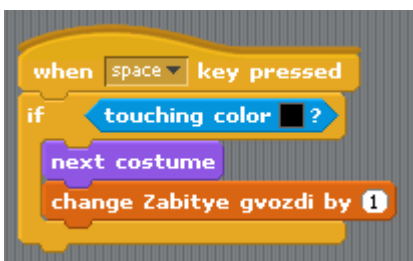 when space key pressed
if touching color ?
next costume
change Zabitye gvozdi by 1